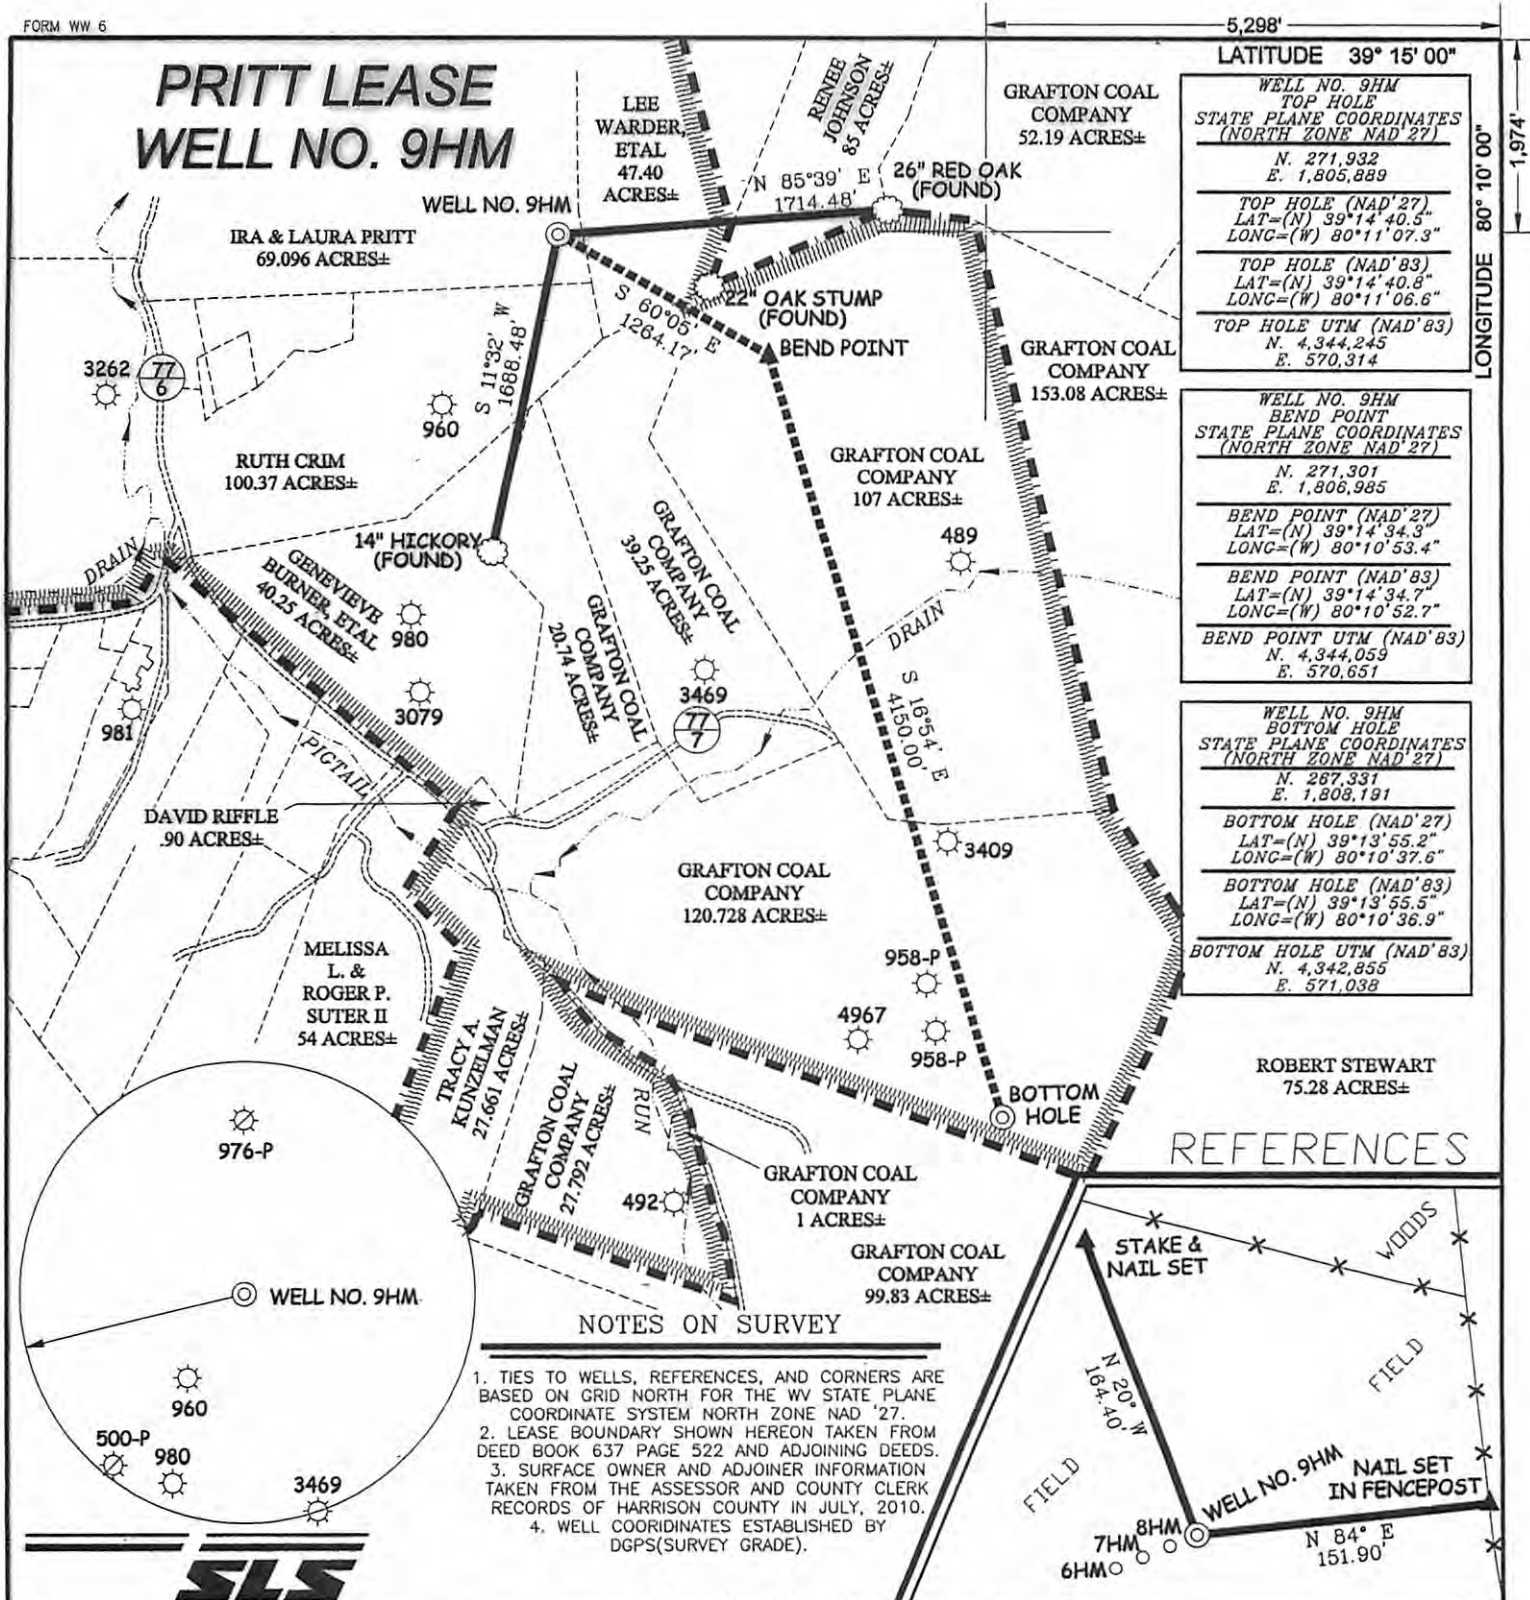 FORM WW 6
5,298'
LATITUDE 39° 15' 00"
1,974'
LONGITUDE 80° 10' 00"
PRITT LEASE
WELL NO. 9HM
LEE
WARDER,
ETAL
47.40
ACRES±
RENEE
JOHNSON
85 ACRES±
GRAFTON COAL
COMPANY
52.19 ACRES±
WELL NO. 9HM
TOP HOLE
STATE PLANE COORDINATES
(NORTH ZONE NAD'27)
N. 271,932
E. 1,805,889
TOP HOLE (NAD'27)
LAT=(N) 39°14'40.5"
LONG=(W) 80°11'07.3"
TOP HOLE (NAD'83)
LAT=(N) 39°14'40.8"
LONG=(W) 80°11'06.6"
TOP HOLE UTM (NAD'83)
N. 4,344,245
E. 570,314
WELL NO. 9HM
N 85°39' E
1714.48'
26" RED OAK
(FOUND)
IRA & LAURA PRITT
69.096 ACRES±
22" OAK STUMP
(FOUND)
S 60°05' E
1264.17'
BEND POINT
S 11°32' W
1688.48'
GRAFTON COAL
COMPANY
153.08 ACRES±
3262
77
6
960
WELL NO. 9HM
BEND POINT
STATE PLANE COORDINATES
(NORTH ZONE NAD'27)
N. 271,301
E. 1,806,985
BEND POINT (NAD'27)
LAT=(N) 39°14'34.3"
LONG=(W) 80°10'53.4"
BEND POINT (NAD'83)
LAT=(N) 39°14'34.7"
LONG=(W) 80°10'52.7"
BEND POINT UTM (NAD'83)
N. 4,344,059
E. 570,651
RUTH CRIM
100.37 ACRES±
GRAFTON COAL
COMPANY
107 ACRES±
14" HICKORY
(FOUND)
489
DRAIN
GENEVIEVE
BURNER, ETAL
40.25 ACRES±
980
GRAFTON COAL
COMPANY
39.25 ACRES±
GRAFTON COAL
COMPANY
20.74 ACRES±
DRAIN
3469
77
7
3079
981
PIGTAIL
S 16°54' E
4150.00'
WELL NO. 9HM
BOTTOM HOLE
STATE PLANE COORDINATES
(NORTH ZONE NAD'27)
N. 267,331
E. 1,808,191
BOTTOM HOLE (NAD'27)
LAT=(N) 39°13'55.2"
LONG=(W) 80°10'37.6"
BOTTOM HOLE (NAD'83)
LAT=(N) 39°13'55.5"
LONG=(W) 80°10'36.9"
BOTTOM HOLE UTM (NAD'83)
N. 4,342,855
E. 571,038
DAVID RIFFLE
.90 ACRES±
3409
GRAFTON COAL
COMPANY
120.728 ACRES±
MELISSA
L. &
ROGER P.
SUTER II
54 ACRES±
958-P
4967
958-P
TRACY A.
KUNZELMAN
27.661 ACRES±
GRAFTON COAL
COMPANY
27.792 ACRES±
RUN
BOTTOM
HOLE
ROBERT STEWART
75.28 ACRES±
976-P
492
GRAFTON COAL
COMPANY
1 ACRES±
GRAFTON COAL
COMPANY
99.83 ACRES±
REFERENCES
WELL NO. 9HM
960
500-P
980
3469
STAKE &
NAIL SET
WOODS
FIELD
N 20° W
164.40'
FIELD
WELL NO. 9HM
NAIL SET
IN FENCEPOST
8HM
7HM
6HM
N 84° E
151.90'
NOTES ON SURVEY
1. TIES TO WELLS, REFERENCES, AND CORNERS ARE
BASED ON GRID NORTH FOR THE WV STATE PLANE
COORDINATE SYSTEM NORTH ZONE NAD '27.
2. LEASE BOUNDARY SHOWN HEREON TAKEN FROM
DEED BOOK 637 PAGE 522 AND ADJOINING DEEDS.
3. SURFACE OWNER AND ADJOINER INFORMATION
TAKEN FROM THE ASSESSOR AND COUNTY CLERK
RECORDS OF HARRISON COUNTY IN JULY, 2010.
4. WELL COORIDINATES ESTABLISHED BY
DGPS(SURVEY GRADE).
SLS